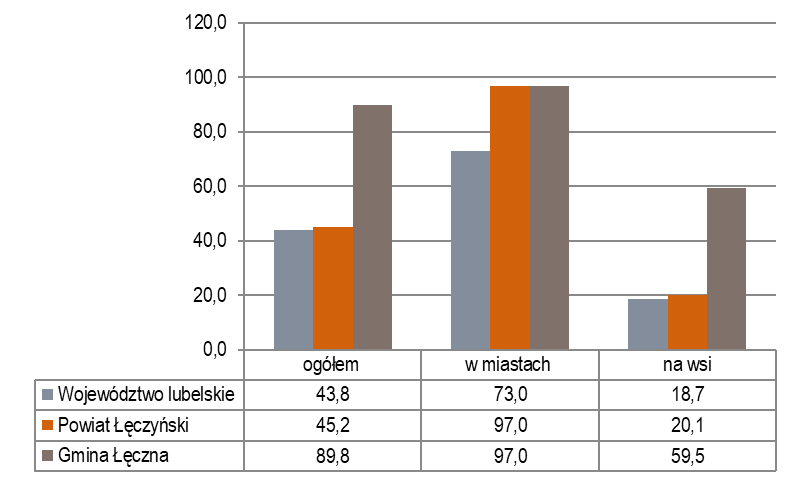 120,0
100,0
80,0
60,0
40,0
20,0
0,0
ogółem w miastach na wsi
Województwo lubelskie 43,8 73,0 18,7
Powiat Łęczyński 45,2 97,0 20,1
Gmina Łęczna 89,8 97,0 59,5